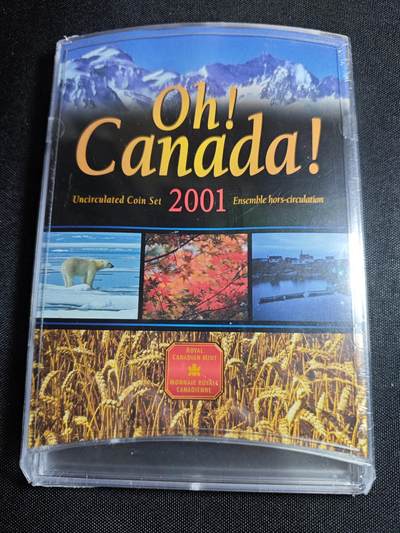 Oh!
Canada!
Uncirculated Coin Set 2001 Ensemble hors-circulation
ROYAL
CANADIAN MINT
MONNAIE ROYALE
CANADIENNE